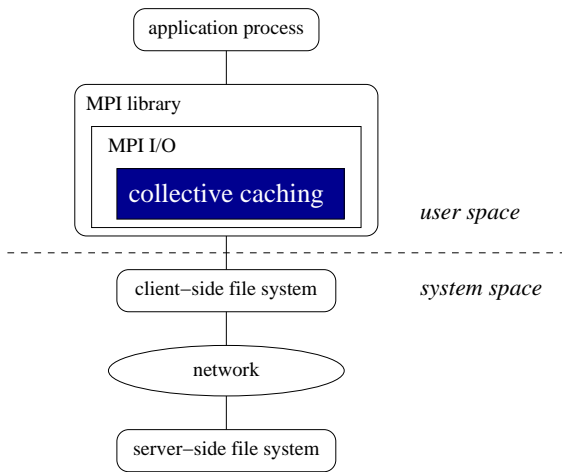 application process
MPI library
MPI I/O
collective caching
user space
system space
client−side file system
network
server−side file system